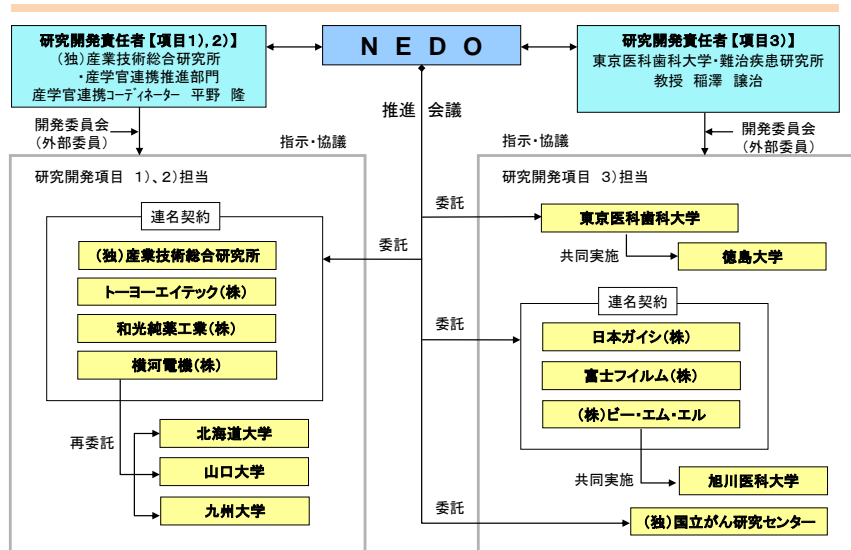 研究開発責任者【項目1),2)】
(独)産業技術総合研究所
・産学官連携推進部門
産学官連携コーディネーター 平野 隆
NEDO
研究開発責任者【項目3)】
東京医科歯科大学・難治疾患研究所
教授 稲澤 譲治
推進 会議
開発委員会
(外部委員)
指示・協議
指示・協議
開発委員会
(外部委員)
研究開発項目 1)、2)担当
連名契約
(独)産業技術総合研究所
トーヨーエイテック(株)
和光純薬工業(株)
横河電機(株)
再委託
北海道大学
山口大学
九州大学
委託
研究開発項目 3)担当
委託
東京医科歯科大学
共同実施
徳島大学
連名契約
委託
日本ガイシ(株)
富士フイルム(株)
(株)ビー・エム・エル
共同実施
旭川医科大学
委託
(独)国立がん研究センター